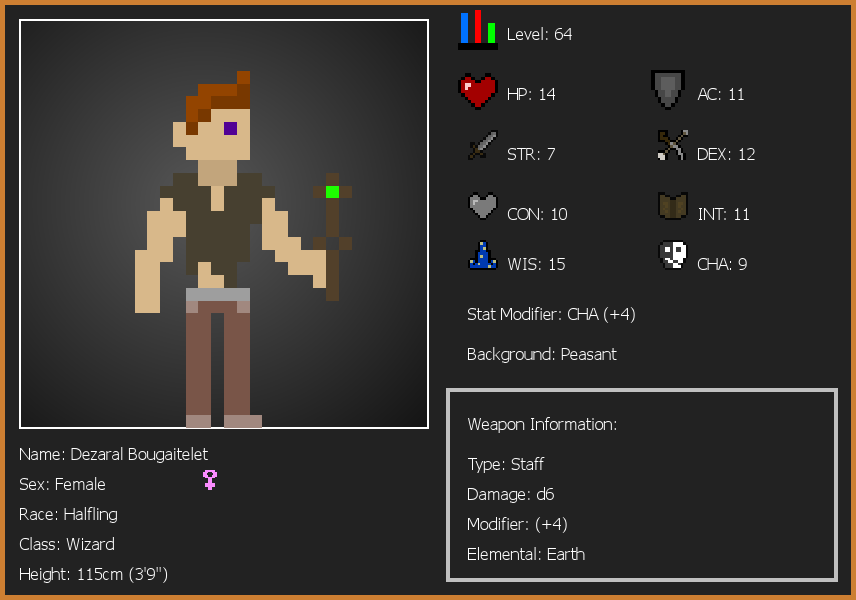 Level: 64
HP: 14
AC: 11
STR: 7
DEX: 12
CON: 10
INT: 11
WIS: 15
CHA: 9
Stat Modifier: CHA (+4)
Background: Peasant
Weapon Information:
Type: Staff
Damage: d6
Modifier: (+4)
Elemental: Earth
Name: Dezaral Bougaitelet
Sex: Female
Race: Halfling
Class: Wizard
Height: 115cm (3'9")